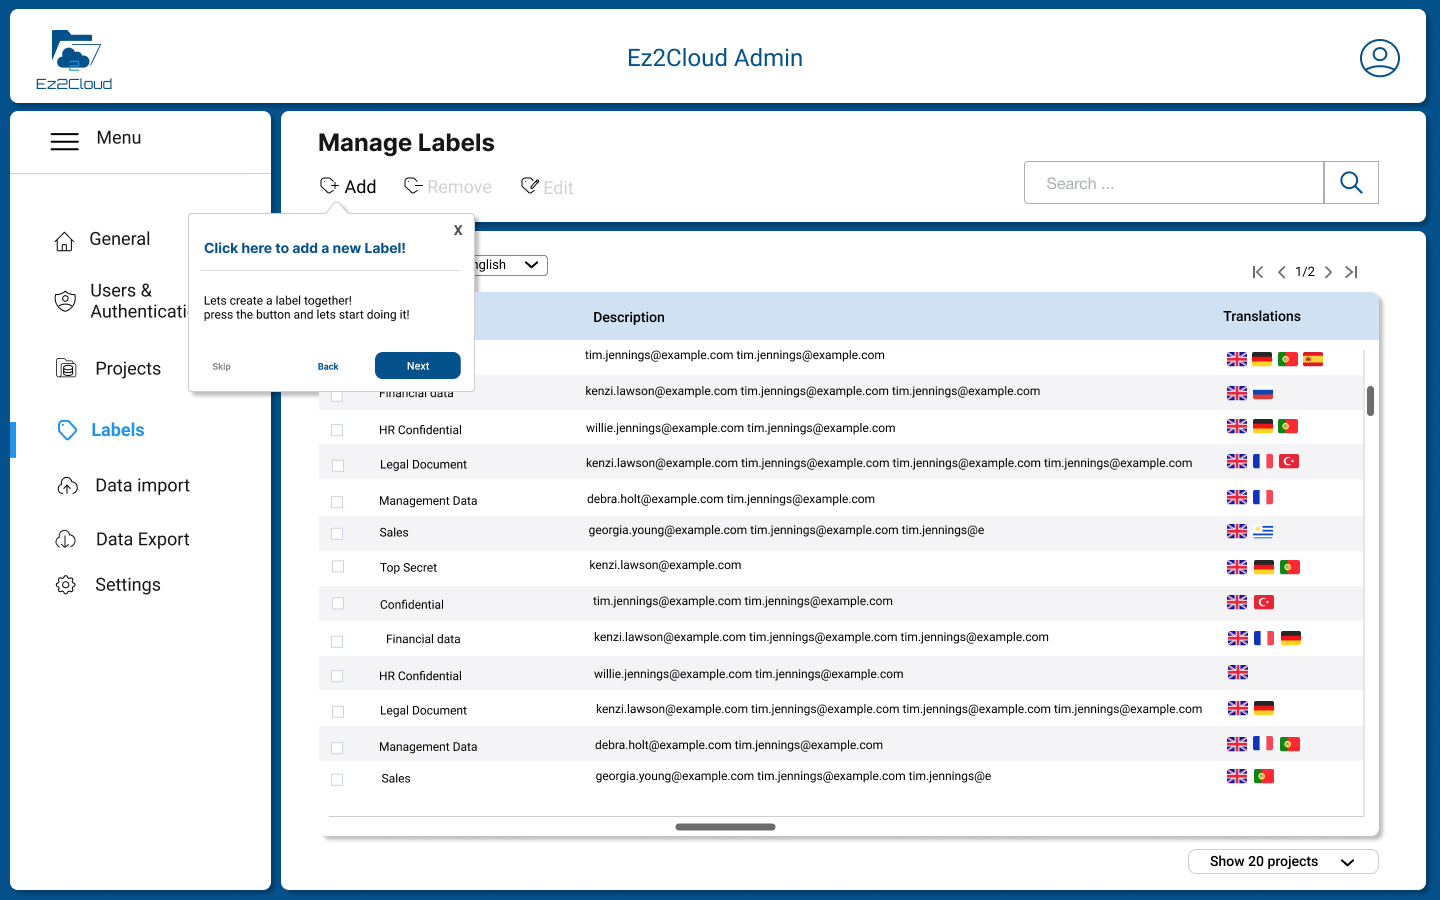 Ez2Cloud
Ez2Cloud Admin
Menu
General
Users &
Authenticati
Projects
Labels
Data import
Data Export
Settings
Manage Labels
Add
Remove
Edit
Search ...
X
Click here to add a new Label!
Lets create a label together!
press the button and lets start doing it!
Skip
Back
Next
nglish
1/2
Description
Translations
tim.jennings@example.com tim.jennings@example.com
Financial data
kenzi.lawson@example.com tim.jennings@example.com tim.jennings@example.com
HR Confidential
willie.jennings@example.com tim.jennings@example.com
Legal Document
kenzi.lawson@example.com tim.jennings@example.com tim.jennings@example.com tim.jennings@example.com
Management Data
debra.holt@example.com tim.jennings@example.com
Sales
georgia.young@example.com tim.jennings@example.com tim.jennings@e
Top Secret
kenzi.lawson@example.com
Confidential
tim.jennings@example.com tim.jennings@example.com
Financial data
kenzi.lawson@example.com tim.jennings@example.com tim.jennings@example.com
HR Confidential
willie.jennings@example.com tim.jennings@example.com
Legal Document
kenzi.lawson@example.com tim.jennings@example.com tim.jennings@example.com tim.jennings@example.com
Management Data
debra.holt@example.com tim.jennings@example.com
Sales
georgia.young@example.com tim.jennings@example.com tim.jennings@e
Show 20 projects